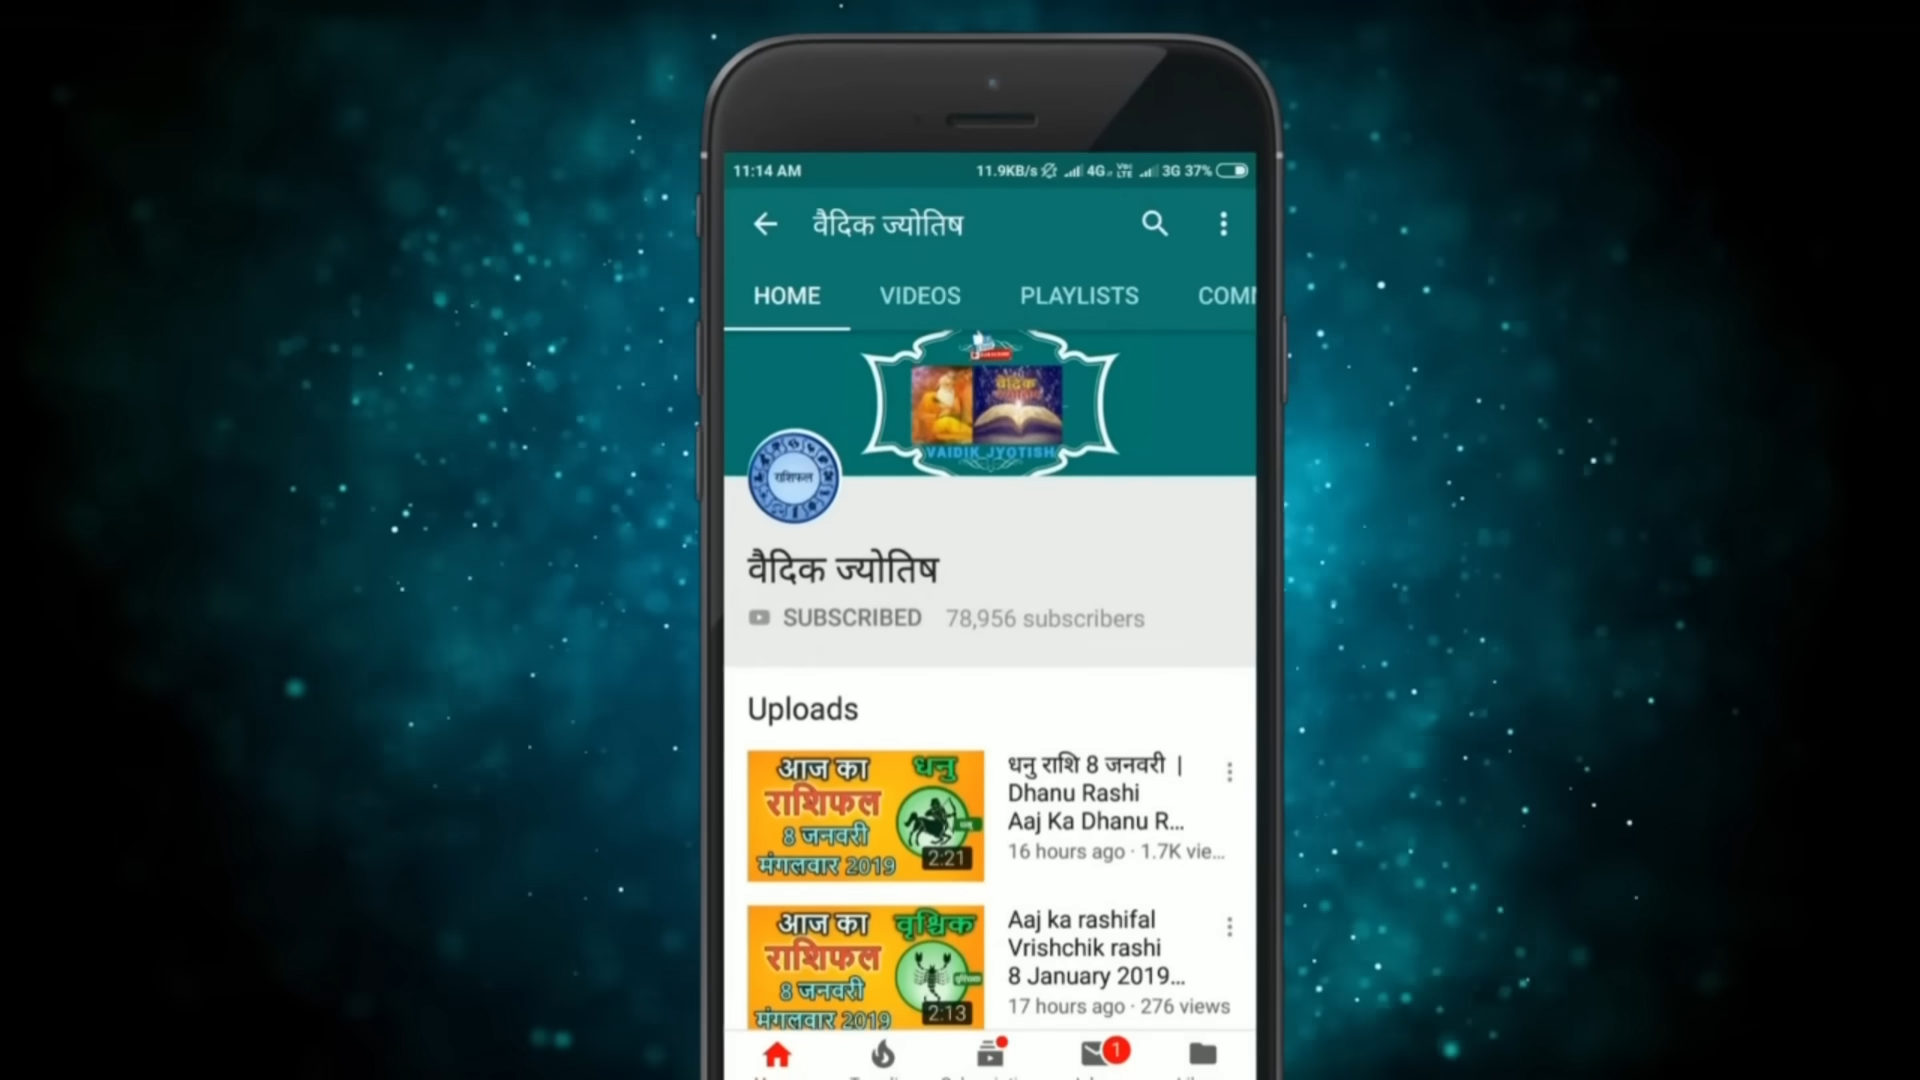 11:14 AM
11.9KB/s 4G VoLTE 3G 37%
वैदिक ज्योतिष
HOME VIDEOS PLAYLISTS COMM
वैदिक
VAIDIK JYOTISH
राशिफल
वैदिक ज्योतिष
SUBSCRIBED 78,956 subscribers
Uploads
आज का धनु
राशिफल
8 जनवरी
मंगलवार 2019
2:21
धनु राशि 8 जनवरी |
Dhanu Rashi
Aaj Ka Dhanu R...
16 hours ago · 1.7K vie...
आज का वृश्चिक
राशिफल
8 जनवरी
मंगलवार 2019
2:13
Aaj ka rashifal
Vrishchik rashi
8 January 2019...
17 hours ago · 276 views
1